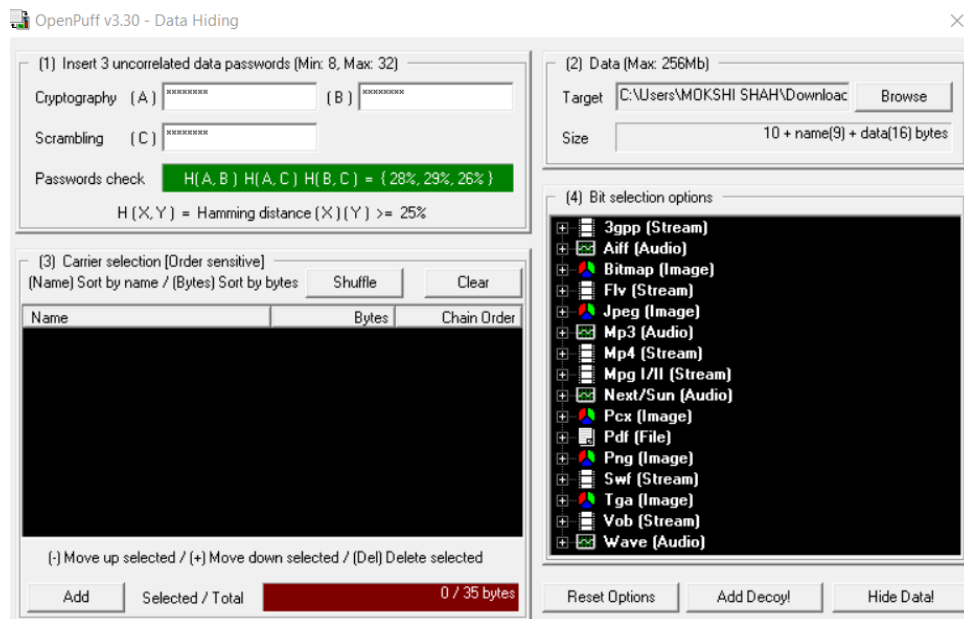 OpenPuff v3.30 - Data Hiding
(1) Insert 3 uncorrelated data passwords (Min: 8, Max: 32)
Cryptography (A) ******** (B) ********
Scrambling (C) ********
Passwords check H(A,B) H(A,C) H(B,C) = {28%, 29%, 26%}
H(X,Y) = Hamming distance (X)(Y) >= 25%
(2) Data (Max: 256Mb)
Target C:\Users\MOKSHI SHAH\Downloac Browse
Size 10 + name(9) + data(16) bytes
(3) Carrier selection [Order sensitive]
(Name) Sort by name / (Bytes) Sort by bytes Shuffle Clear
Name Bytes Chain Order
(-) Move up selected / (+) Move down selected / (Del) Delete selected
Add Selected / Total 0 / 35 bytes
(4) Bit selection options
3gpp (Stream)
Aiff (Audio)
Bitmap (Image)
Flv (Stream)
Jpeg (Image)
Mp3 (Audio)
Mp4 (Stream)
Mpg I/II (Stream)
Next/Sun (Audio)
Pcx (Image)
Pdf (File)
Png (Image)
Swf (Stream)
Tga (Image)
Vob (Stream)
Wave (Audio)
Reset Options Add Decoy! Hide Data!